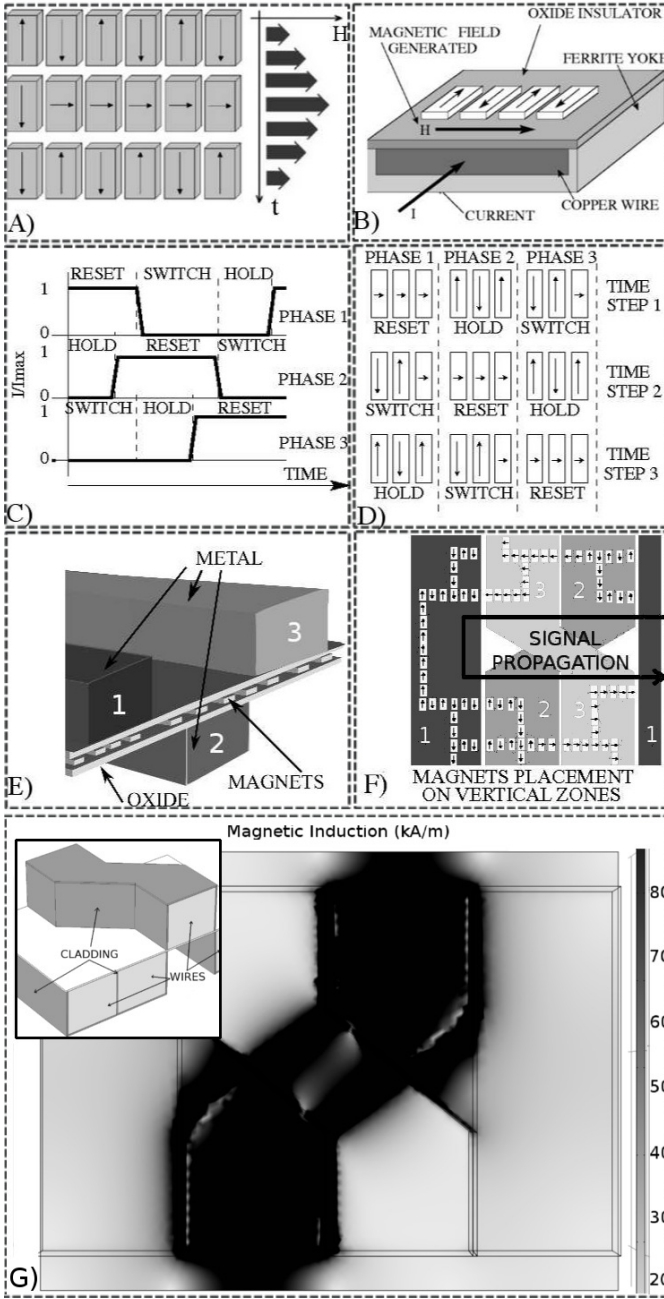 H
t
A)
OXIDE INSULATOR
MAGNETIC FIELD
GENERATED
FERRITE YOKE
H
I
CURRENT
COPPER WIRE
B)
RESET SWITCH HOLD
1
0
PHASE 1
HOLD RESET SWITCH
1
0
PHASE 2
SWITCH HOLD RESET
1
0
PHASE 3
I/Imax
TIME
C)
PHASE 1 PHASE 2 PHASE 3
TIME
STEP 1
RESET HOLD SWITCH
TIME
STEP 2
SWITCH RESET HOLD
TIME
STEP 3
HOLD SWITCH RESET
D)
METAL
3
1
2
MAGNETS
OXIDE
E)
3 2
SIGNAL
PROPAGATION
1 2 3 1
MAGNETS PLACEMENT
ON VERTICAL ZONES
F)
Magnetic Induction (kA/m)
CLADDING
WIRES
80
70
60
50
40
30
20
G)